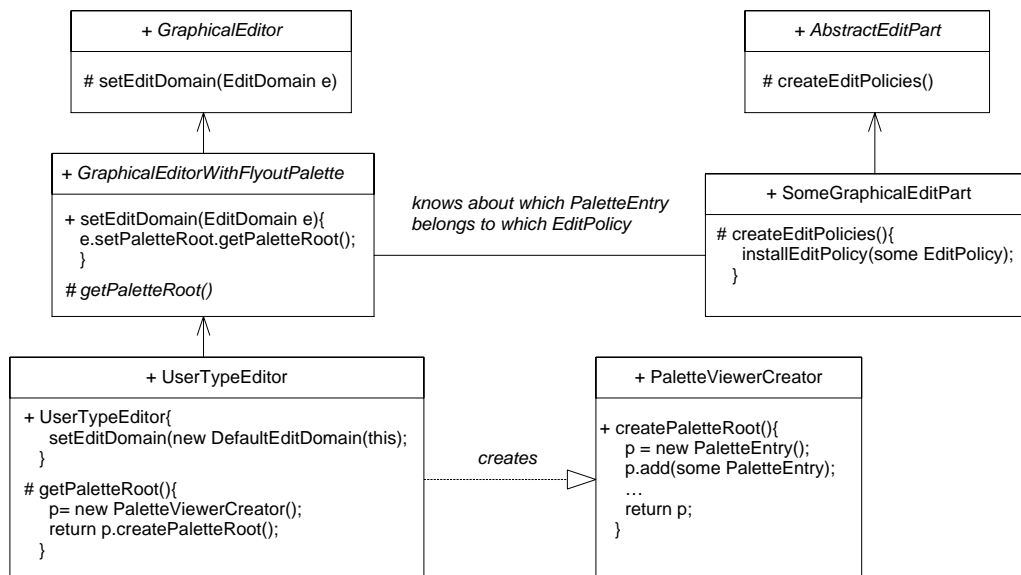 + GraphicalEditor
# setEditDomain(EditDomain e)
+ AbstractEditPart
# createEditPolicies()
+ GraphicalEditorWithFlyoutPalette
+ setEditDomain(EditDomain e){
e.setPaletteRoot.getPaletteRoot();
}
# getPaletteRoot()
knows about which PaletteEntry
belongs to which EditPolicy
+ SomeGraphicalEditPart
# createEditPolicies(){
installEditPolicy(some EditPolicy);
}
+ UserTypeEditor
+ UserTypeEditor{
setEditDomain(new DefaultEditDomain(this);
}
# getPaletteRoot(){
p= new PaletteViewerCreator();
return p.createPaletteRoot();
}
creates
+ PaletteViewerCreator
+ createPaletteRoot(){
p = new PaletteEntry();
p.add(some PaletteEntry);
…
return p;
}